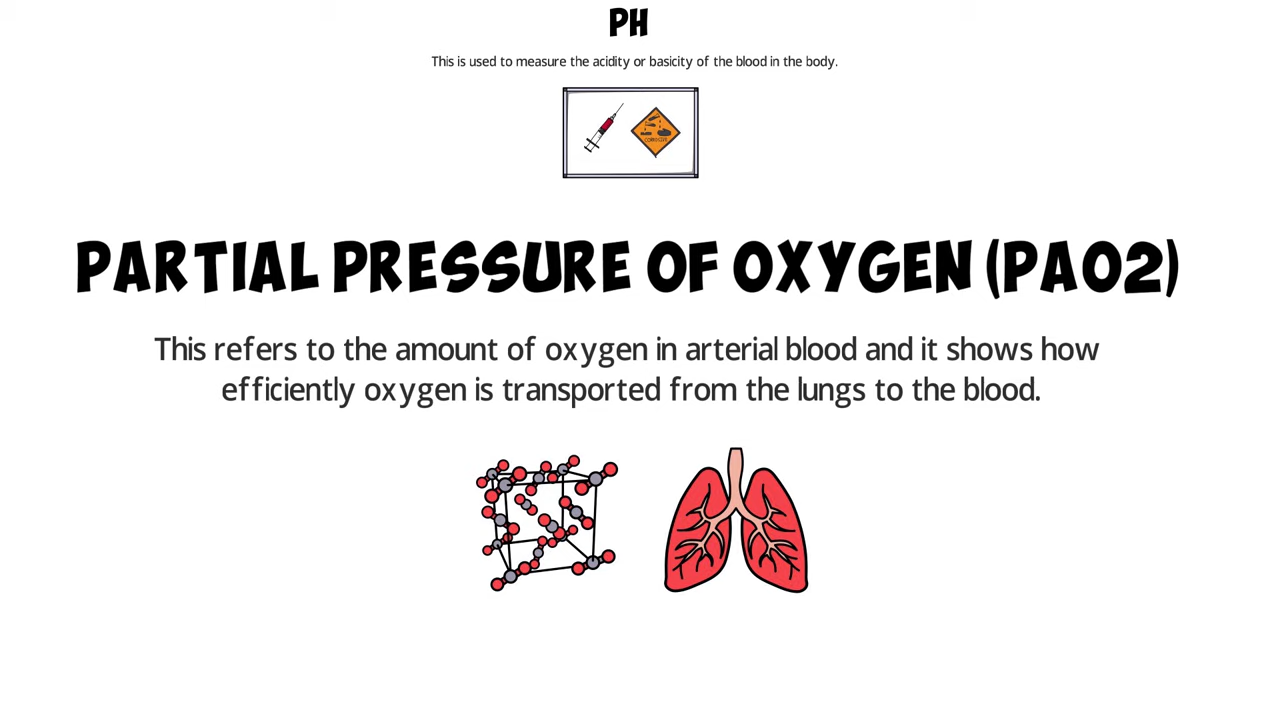 PH
This is used to measure the acidity or basicity of the blood in the body.
CORROSIVE
PARTIAL PRESSURE OF OXYGEN (PAO2)
This refers to the amount of oxygen in arterial blood and it shows how
efficiently oxygen is transported from the lungs to the blood.